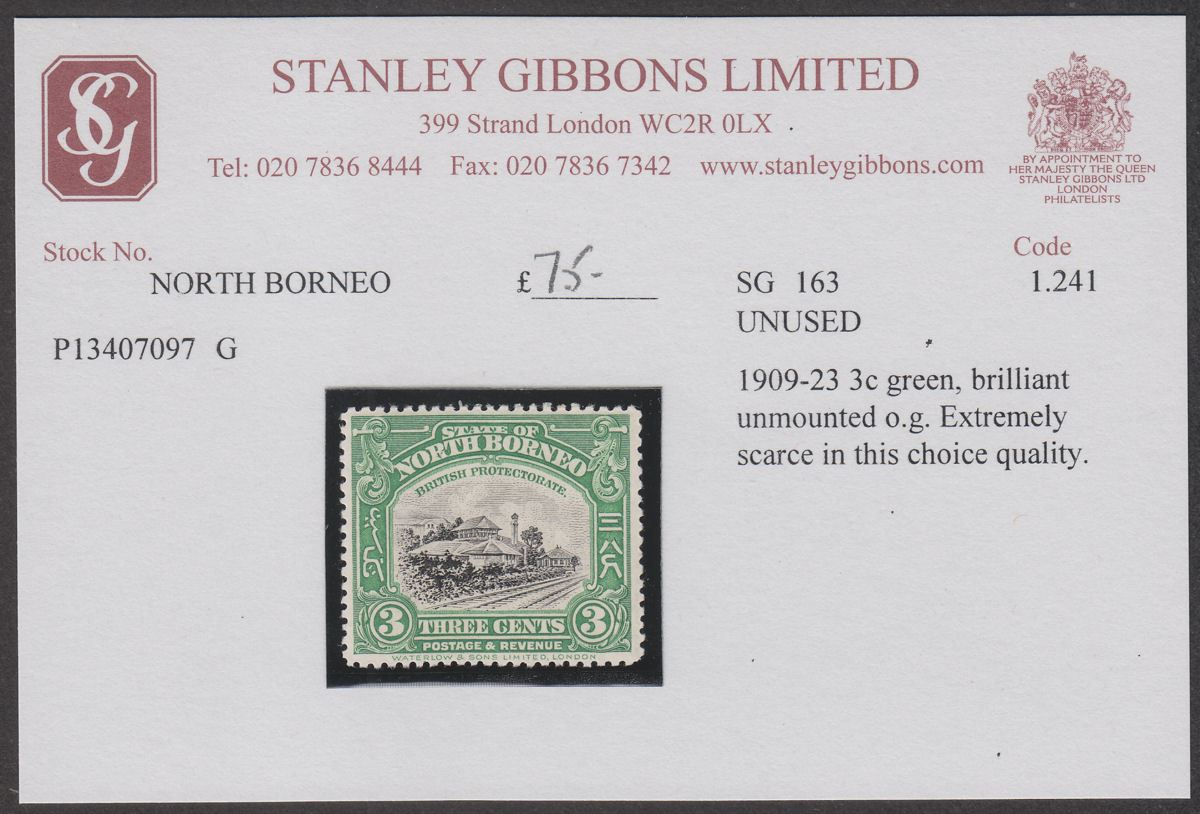 SG
STANLEY GIBBONS LIMITED
399 Strand London WC2R 0LX
Tel: 020 7836 8444 Fax: 020 7836 7342 www.stanleygibbons.com
BY APPOINTMENT TO
HER MAJESTY THE QUEEN
STANLEY GIBBONS LTD
LONDON
PHILATELISTS
Stock No.
Code
NORTH BORNEO £75- SG 163 1.241
UNUSED
P13407097 G
1909-23 3c green, brilliant
unmounted o.g. Extremely
scarce in this choice quality.
STATE OF
NORTH BORNEO
BRITISH PROTECTORATE.
3 THREE CENTS 3
POSTAGE & REVENUE
WATERLOW & SONS LIMITED, LONDON